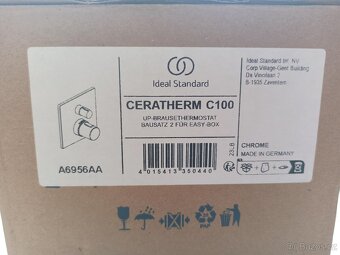 Ideal Standard
Ideal Standard Int. NV
Corp Village-Gent Building
Da Vincilaan 2
B-1935 Zaventem
CERATHERM C100
UP-BRAUSETHERMOSTAT
BAUSATZ 2 FÜR EASY-BOX
A6956AA
4 015413 350440
CHROME
MADE IN GERMANY